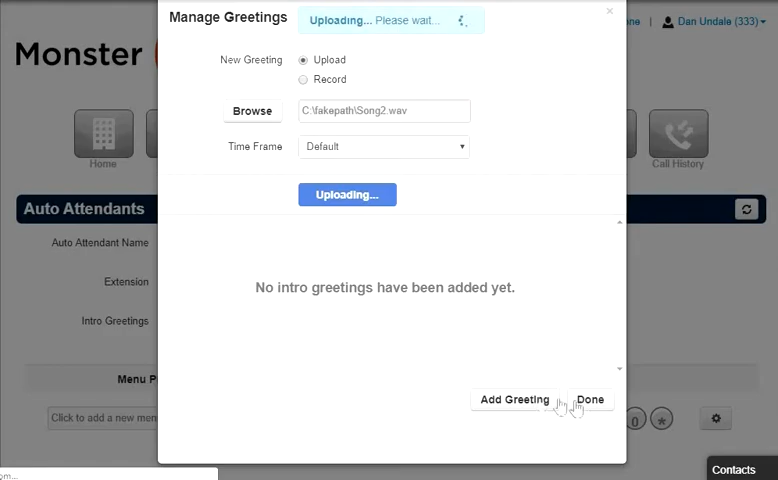 Manage Greetings
Uploading... Please wait...
×
Dan Undale (333)
Monster
New Greeting
Upload
Record
Browse
C:\fakepath\Song2.wav
Time Frame
Default
Home
Call History
Uploading...
Auto Attendants
Auto Attendant Name
Extension
No intro greetings have been added yet.
Intro Greetings
Menu P
Add Greeting
Done
Click to add a new men
0
*
Contacts
om...